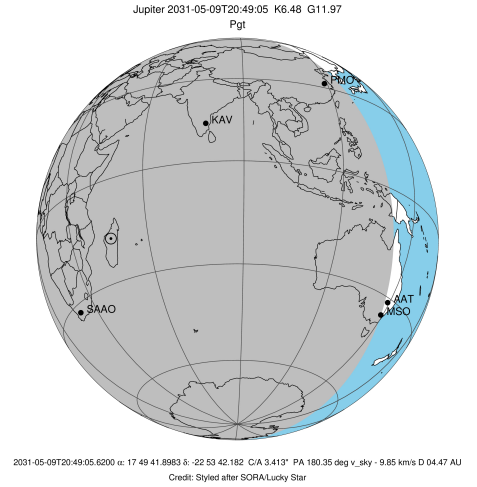 Jupiter 2031-05-09T20:49:05  K6.48  G11.97
Pgt
PMO
KAV
SAAO
AAT
MSO
2031-05-09T20:49:05.6200 α: 17 49 41.8983 δ: -22 53 42.182  C/A 3.413"  PA 180.35 deg v_sky - 9.85 km/s D 04.47 AU
Credit: Styled after SORA/Lucky Star